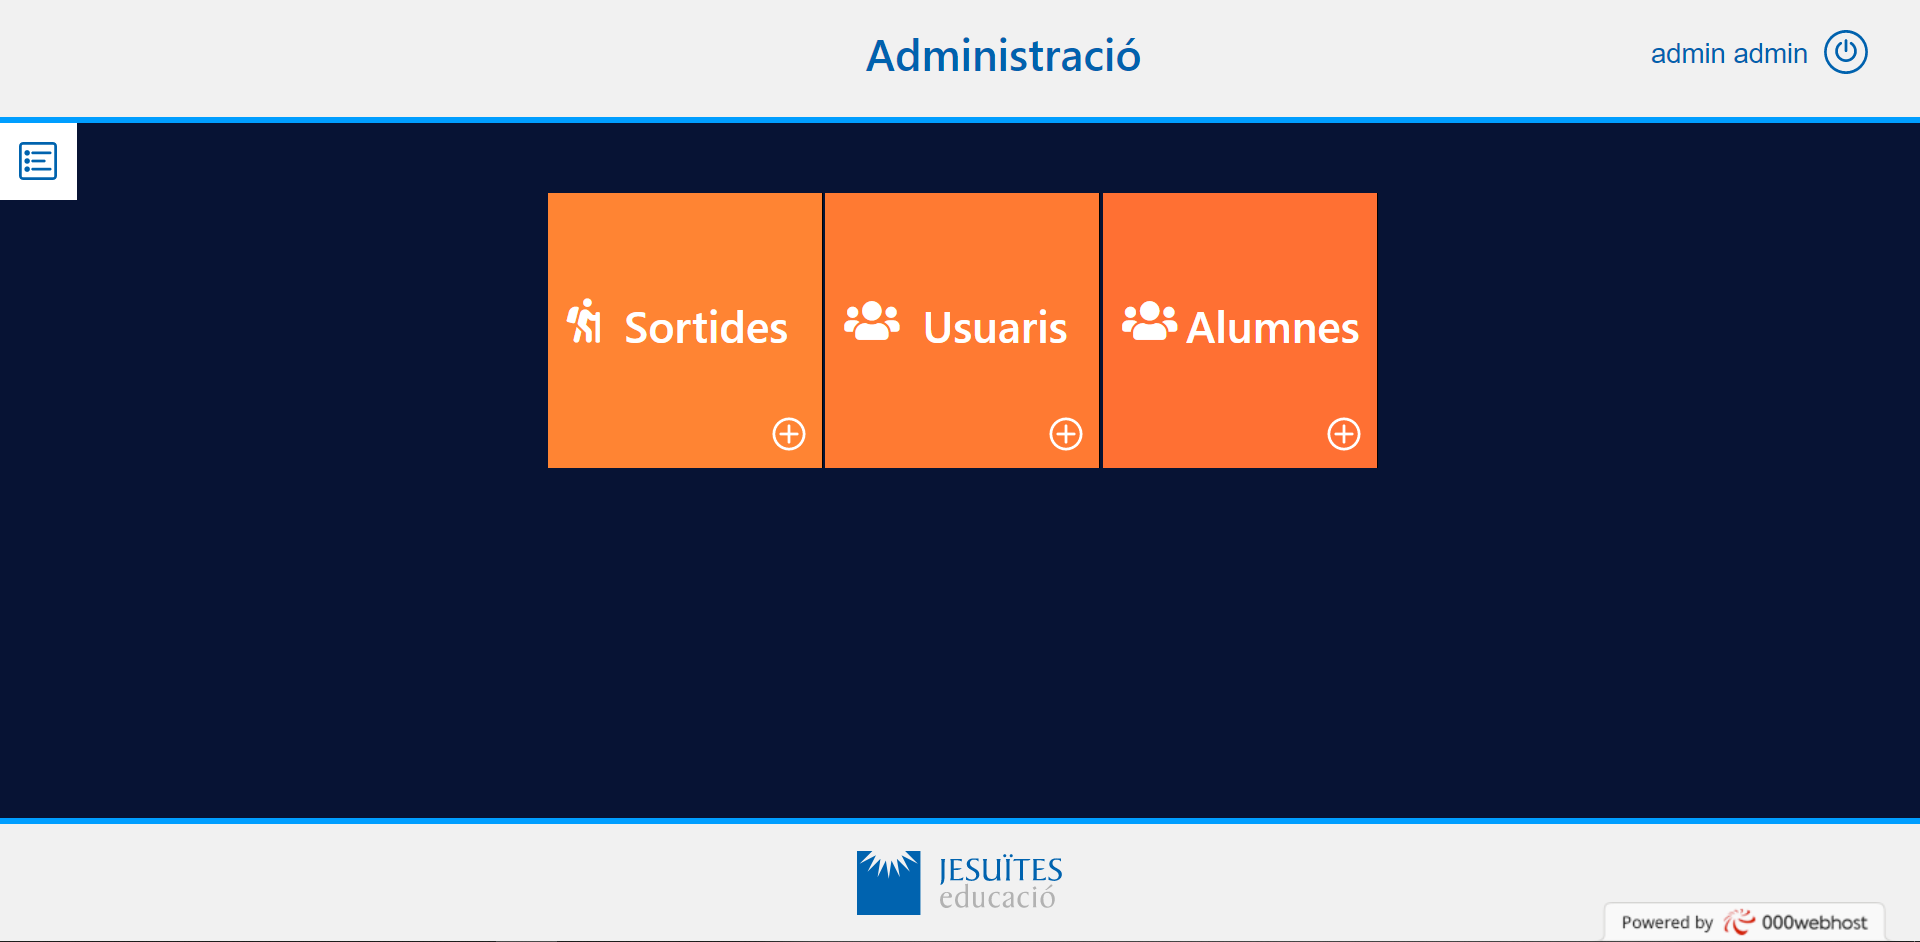 Administració
admin admin
Sortides
Usuaris
Alumnes
JESUÏTES
educació
Powered by 000webhost